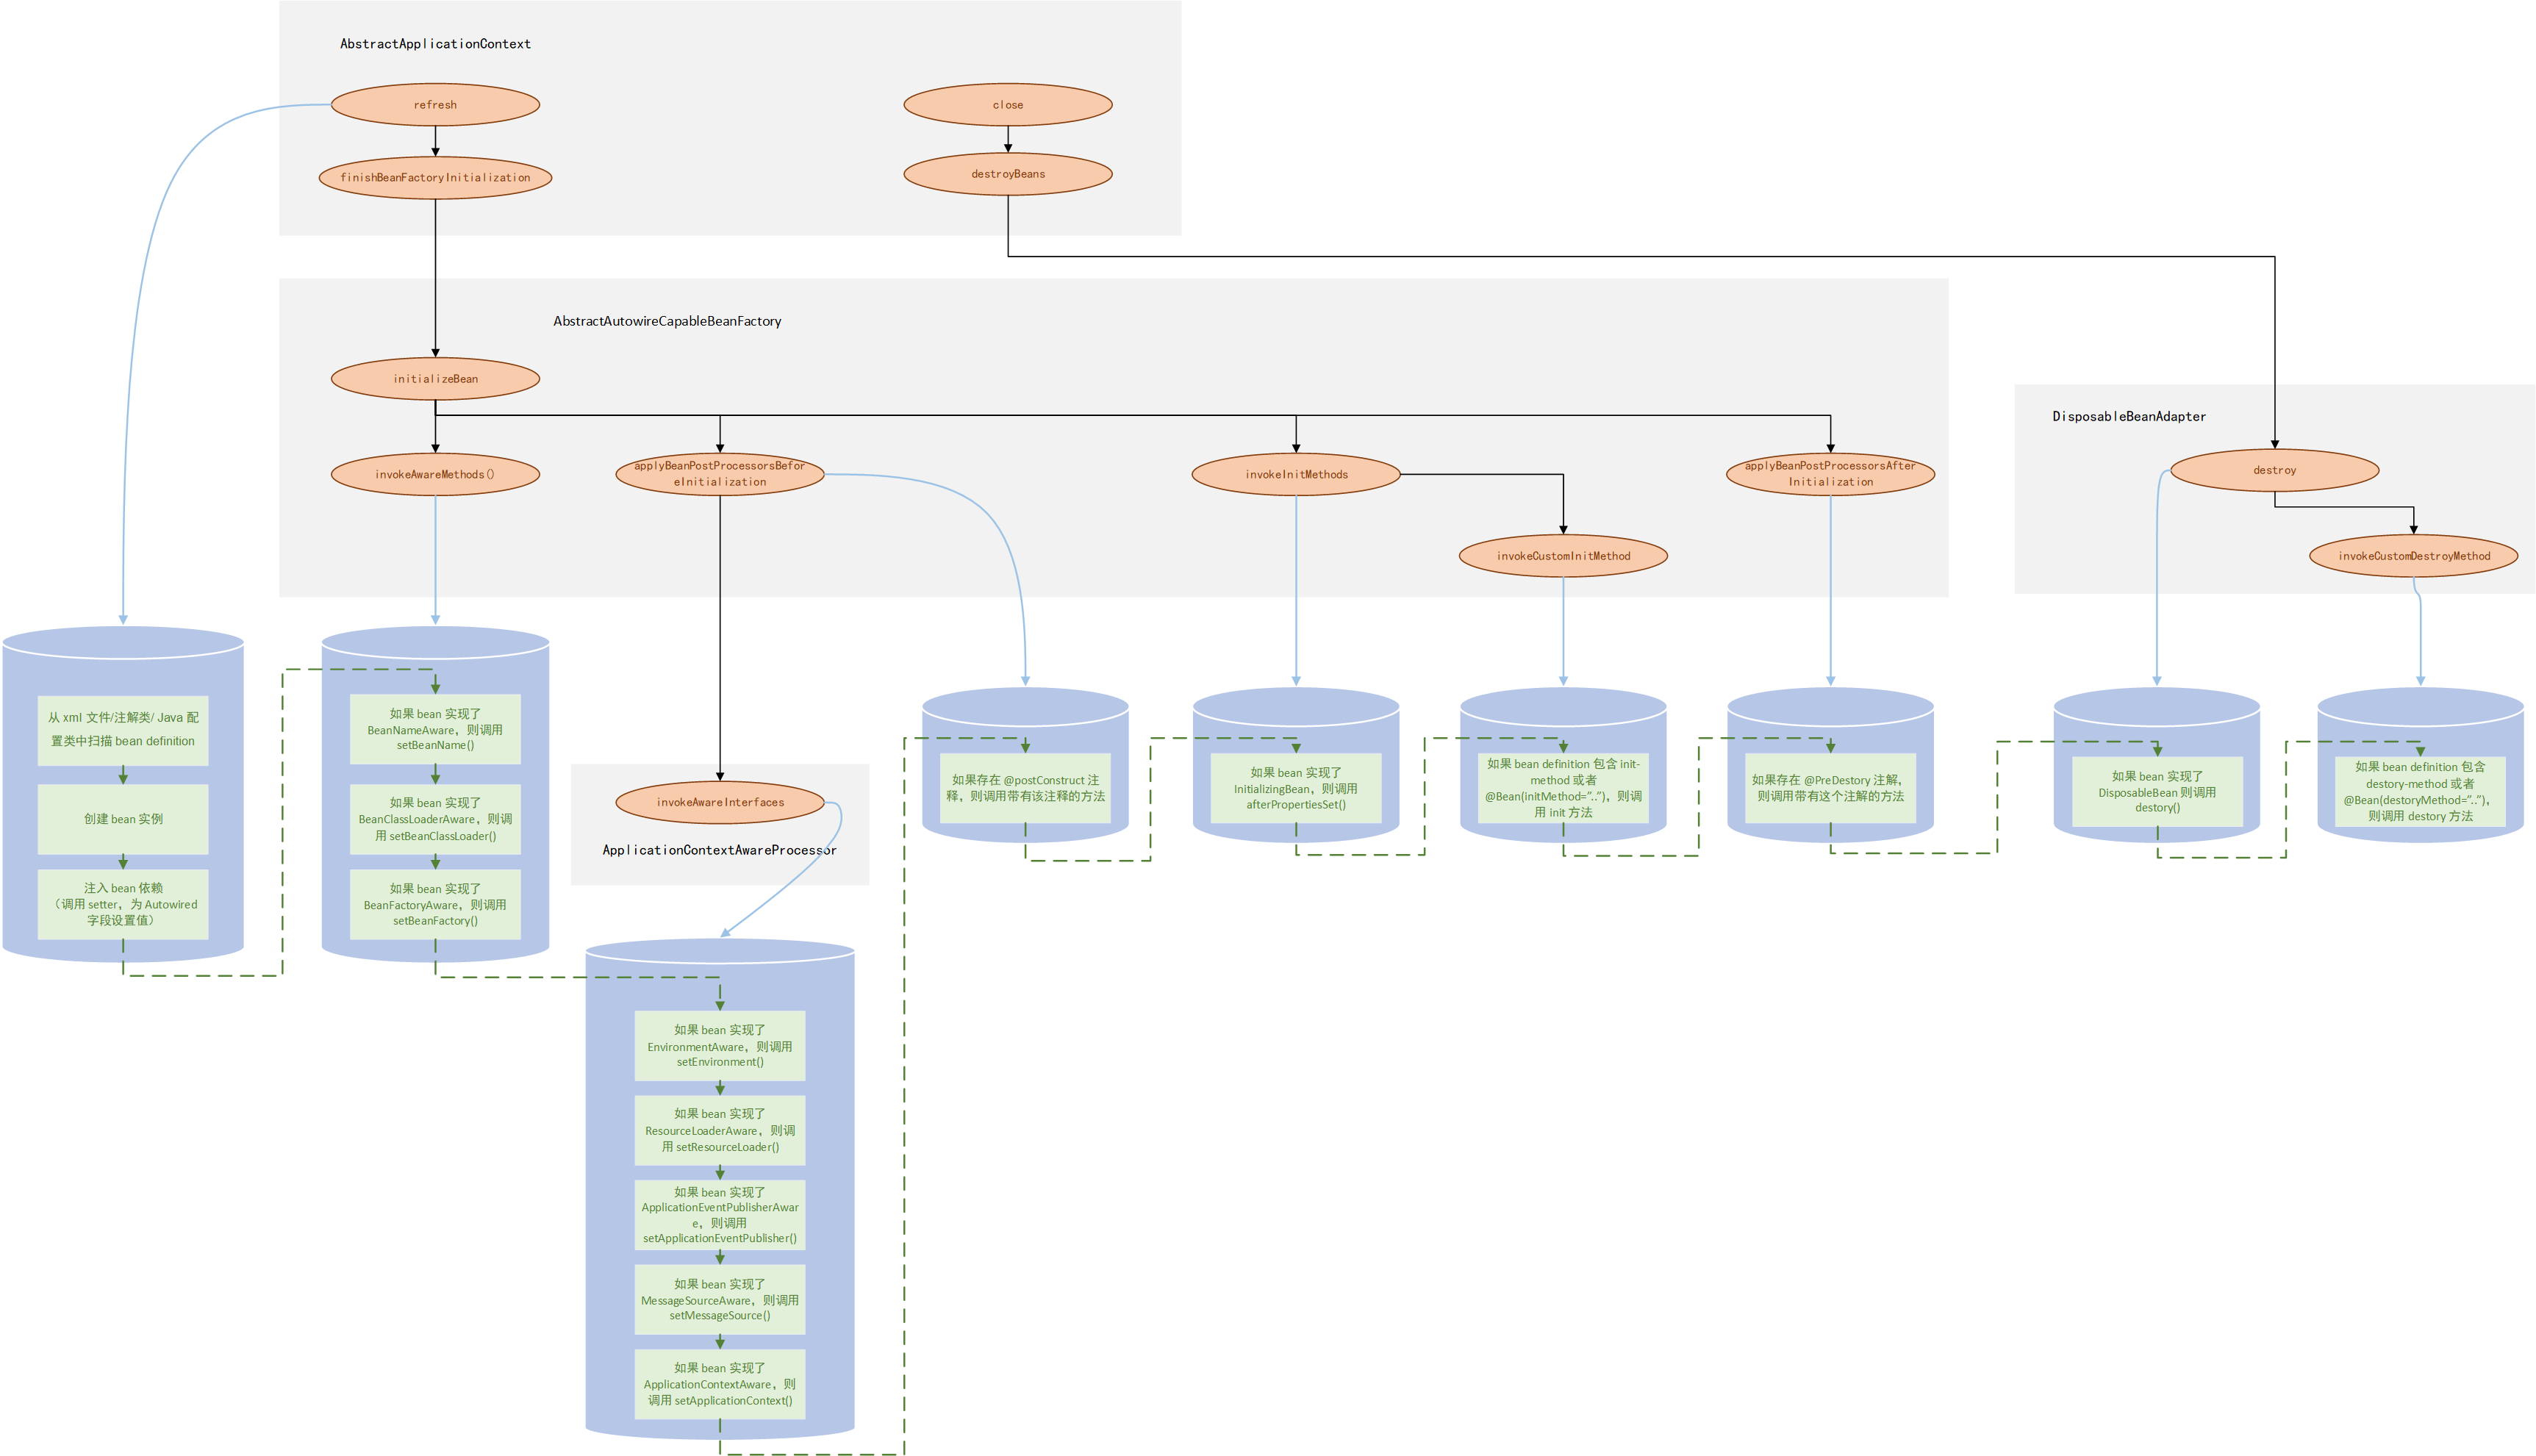 AbstractApplicationContext
refresh
close
finishBeanFactoryInitialization
destroyBeans
AbstractAutowireCapableBeanFactory
initializeBean
DisposableBeanAdapter
invokeAwareMethods()
applyBeanPostProcessorsBefor
eInitialization
invokeInitMethods
applyBeanPostProcessorsAfter
Initialization
destroy
invokeCustomInitMethod
invokeCustomDestroyMethod
从 xml 文件/注解类/ Java 配
置类中扫描 bean definition
创建 bean 实例
注入 bean 依赖
（调用 setter，为 Autowired
字段设置值）
如果 bean 实现了
BeanNameAware，则调用
setBeanName()
如果 bean 实现了
BeanClassLoaderAware，则调
用 setBeanClassLoader()
如果 bean 实现了
BeanFactoryAware，则调用
setBeanFactory()
invokeAwareInterfaces
ApplicationContextAwareProcessor
如果 bean 实现了
EnvironmentAware，则调用
setEnvironment()
如果 bean 实现了
ResourceLoaderAware，则调
用 setResourceLoader()
如果 bean 实现了
ApplicationEventPublisherAwar
e，则调用
setApplicationEventPublisher()
如果 bean 实现了
MessageSourceAware，则调用
setMessageSource()
如果 bean 实现了
ApplicationContextAware，则
调用 setApplicationContext()
如果存在 @postConstruct 注
释，则调用带有该注释的方法
如果 bean 实现了
InitializingBean，则调用
afterPropertiesSet()
如果 bean definition 包含 init-
method 或者
@Bean(initMethod=”..”)，则调
用 init 方法
如果存在 @PreDestory 注解，
则调用带有这个注解的方法
如果 bean 实现了
DisposableBean 则调用
destory()
如果 bean definition 包含
destory-method 或者
@Bean(destoryMethod=”..”)，
则调用 destory 方法